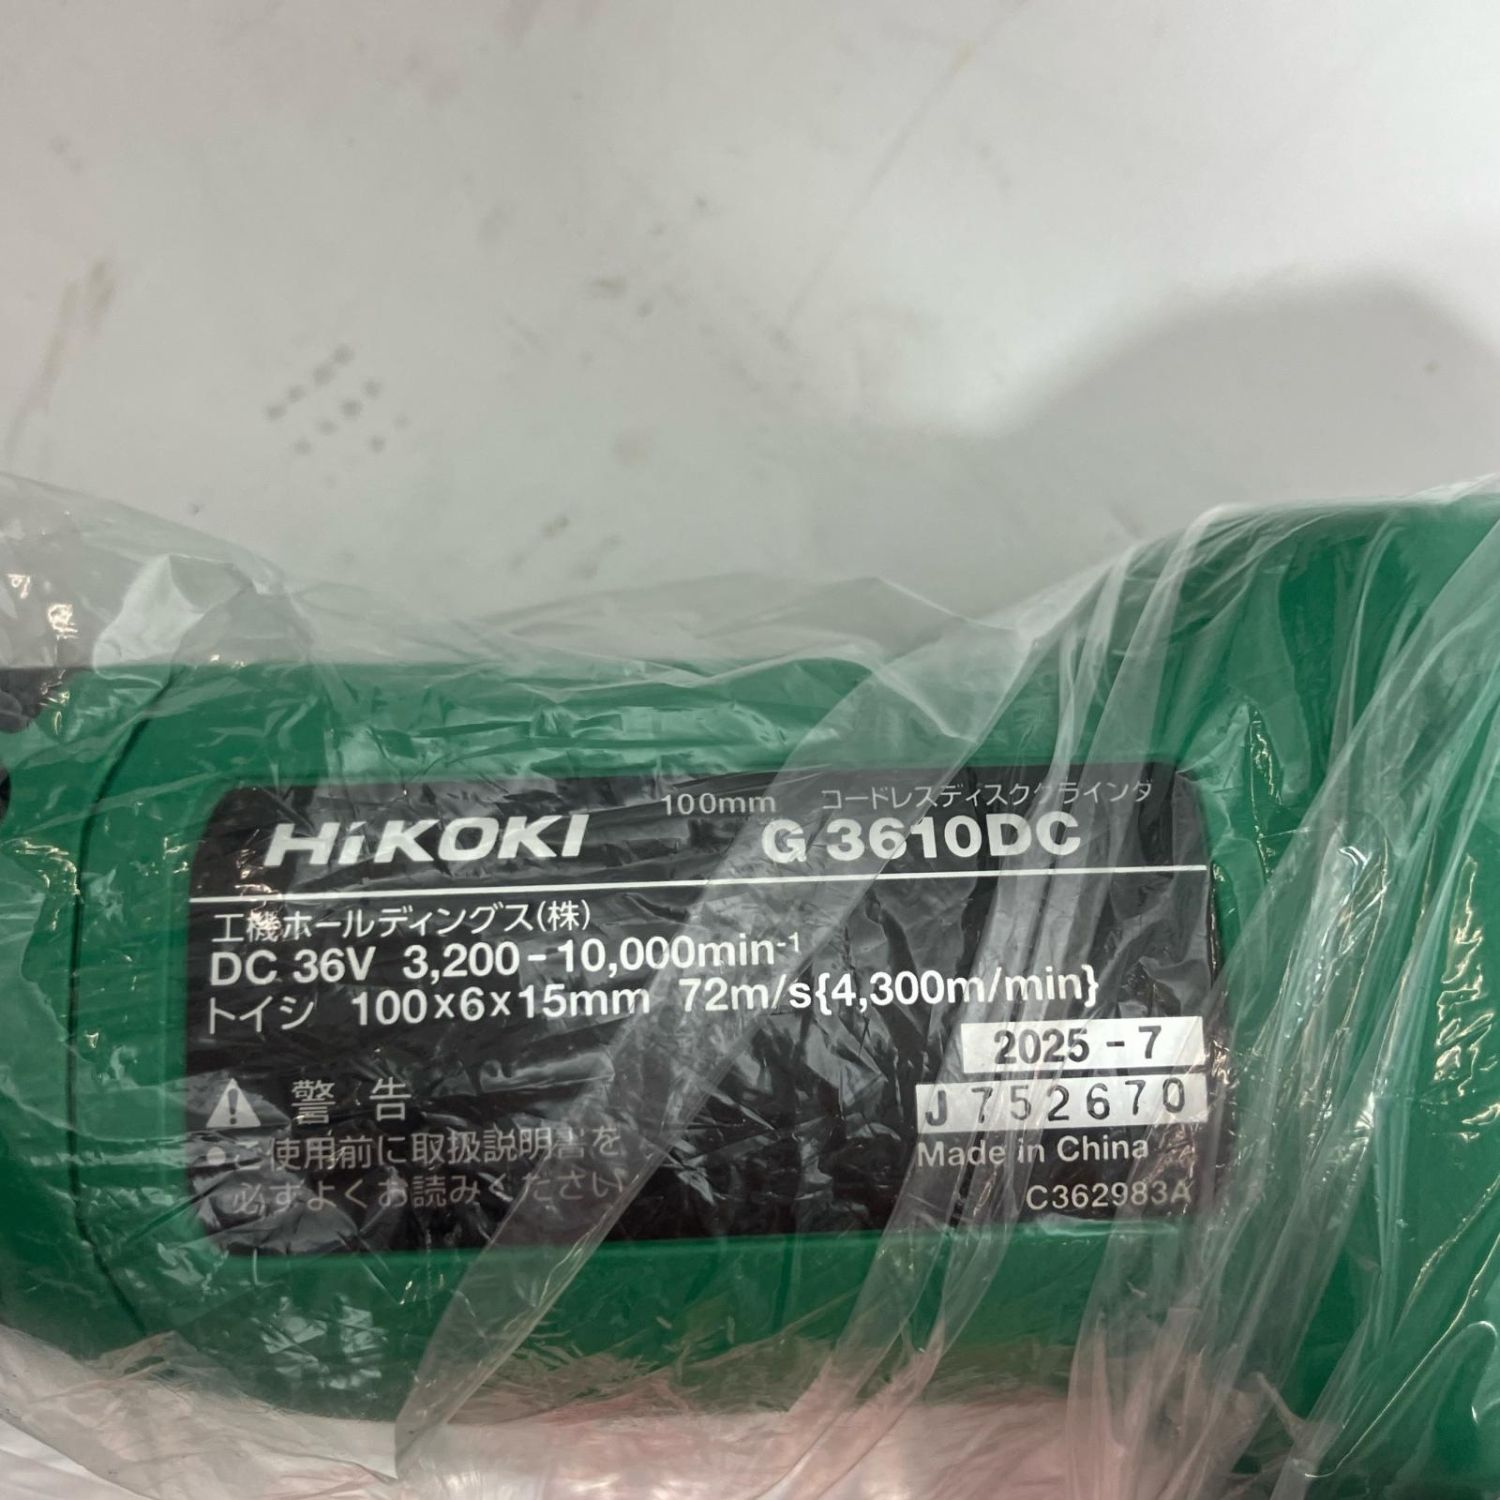 100mm コードレスディスクグラインダ
HiKOKI G 3610DC
工機ホールディングス(株)
DC 36V 3,200-10,000min⁻¹
トイシ 100×6×15mm 72m/s{4,300m/min}
2025-7
J752670
Made in China
C362983A
警告
●ご使用前に取扱説明書を
必ずよくお読みください